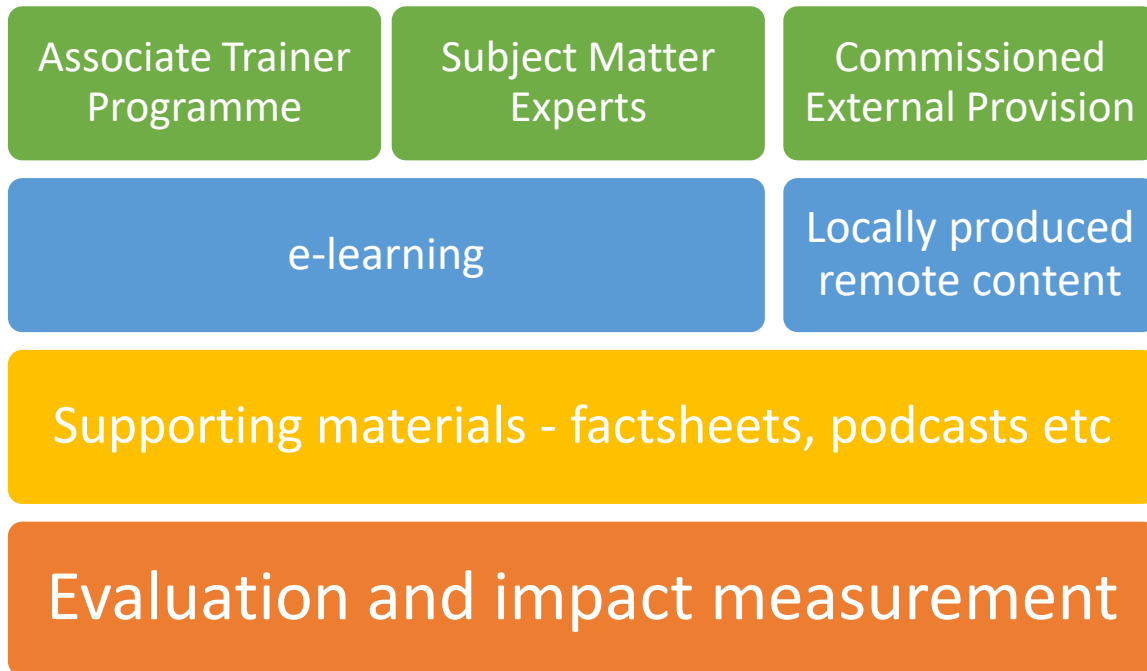 Associate Trainer
Programme
Subject Matter
Experts
Commissioned
External Provision
e-learning
Locally produced
remote content
Supporting materials - factsheets, podcasts etc
Evaluation and impact measurement